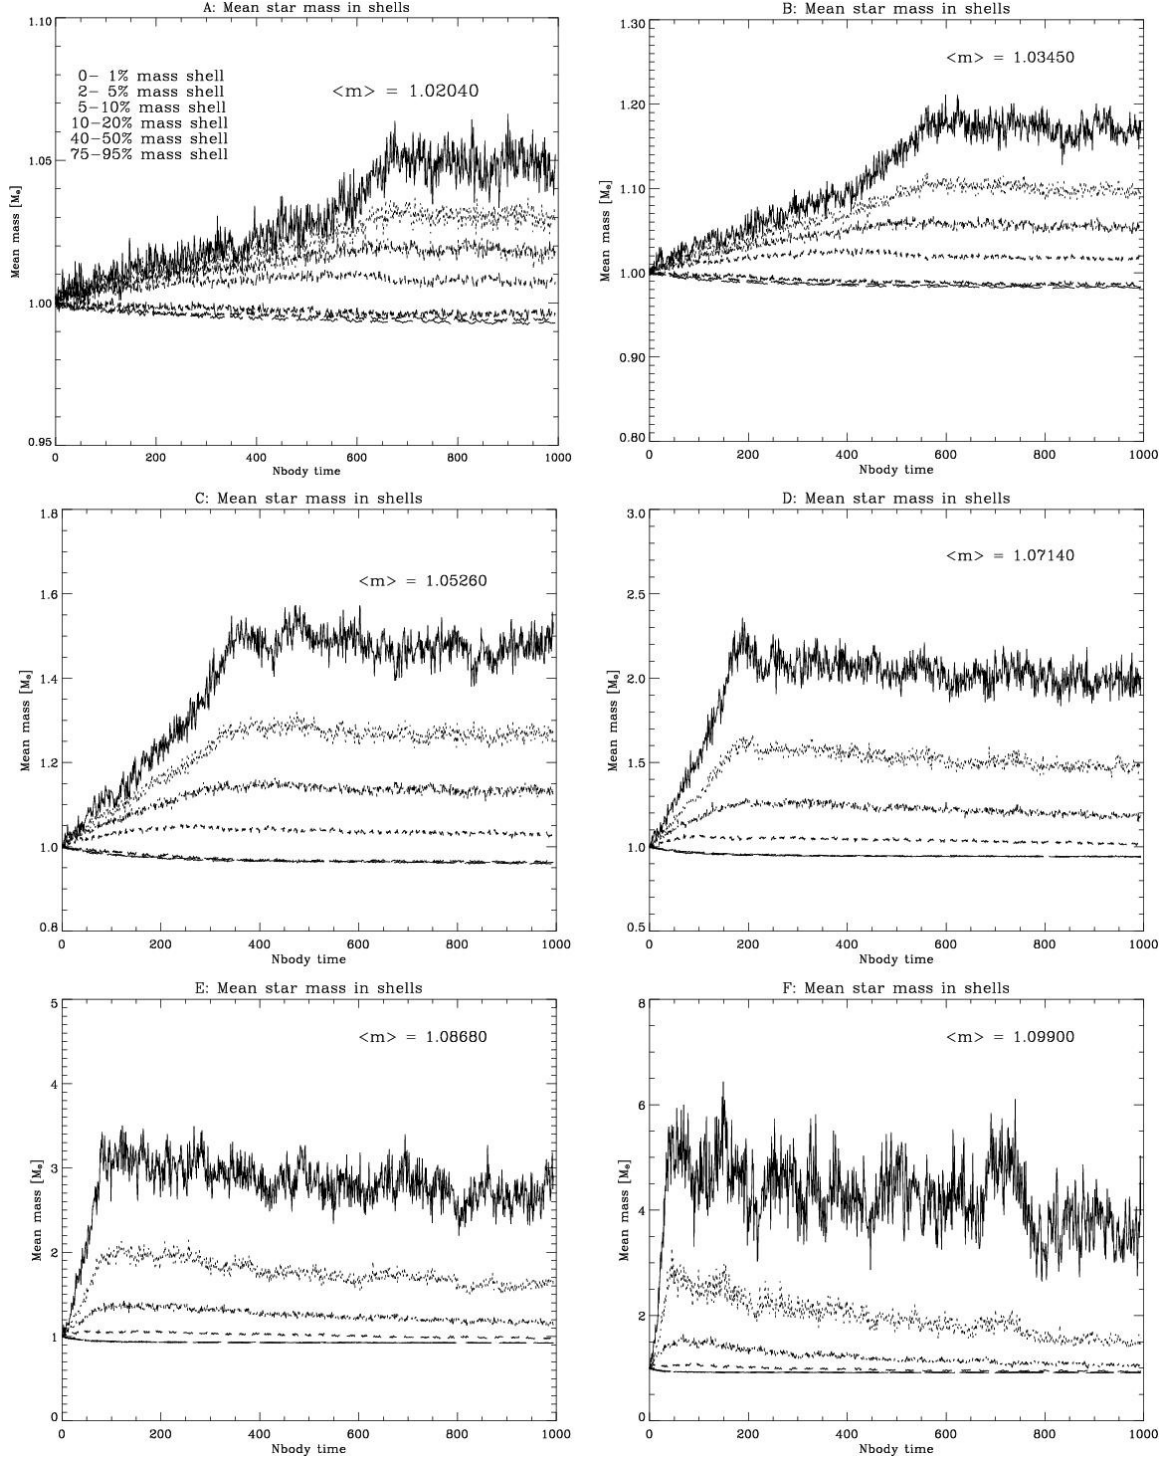 A: Mean star mass in shells
1.10
1.05
1.00
0.95
Mean mass [M⊙]
0- 1% mass shell
2- 5% mass shell
5-10% mass shell
10-20% mass shell
40-50% mass shell
75-95% mass shell
<m> = 1.02040
0 200 400 600 800 1000
Nbody time
B: Mean star mass in shells
1.30
1.20
1.10
1.00
0.90
0.80
Mean mass [M⊙]
<m> = 1.03450
0 200 400 600 800 1000
Nbody time
C: Mean star mass in shells
1.8
1.6
1.4
1.2
1.0
0.8
Mean mass [M⊙]
<m> = 1.05260
0 200 400 600 800 1000
Nbody time
D: Mean star mass in shells
3.0
2.5
2.0
1.5
1.0
0.5
Mean mass [M⊙]
<m> = 1.07140
0 200 400 600 800 1000
Nbody time
E: Mean star mass in shells
5
4
3
2
1
0
Mean mass [M⊙]
<m> = 1.08680
0 200 400 600 800 1000
Nbody time
F: Mean star mass in shells
8
6
4
2
0
Mean mass [M⊙]
<m> = 1.09900
0 200 400 600 800 1000
Nbody time